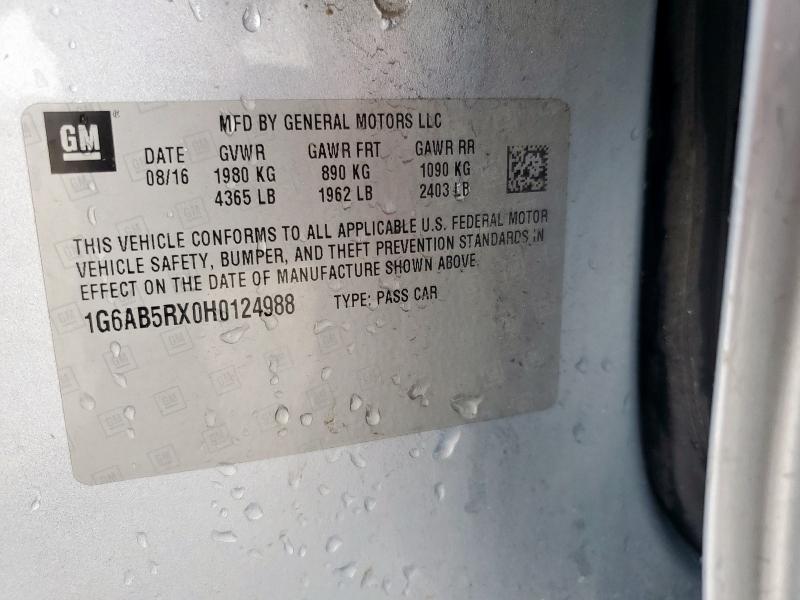 GM ®
MFD BY GENERAL MOTORS LLC
DATE GVWR GAWR FRT GAWR RR
08/16 1980 KG 890 KG 1090 KG
4365 LB 1962 LB 2403 LB
THIS VEHICLE CONFORMS TO ALL APPLICABLE U.S. FEDERAL MOTOR
VEHICLE SAFETY, BUMPER, AND THEFT PREVENTION STANDARDS IN
EFFECT ON THE DATE OF MANUFACTURE SHOWN ABOVE.
1G6AB5RX0H0124988 TYPE: PASS CAR